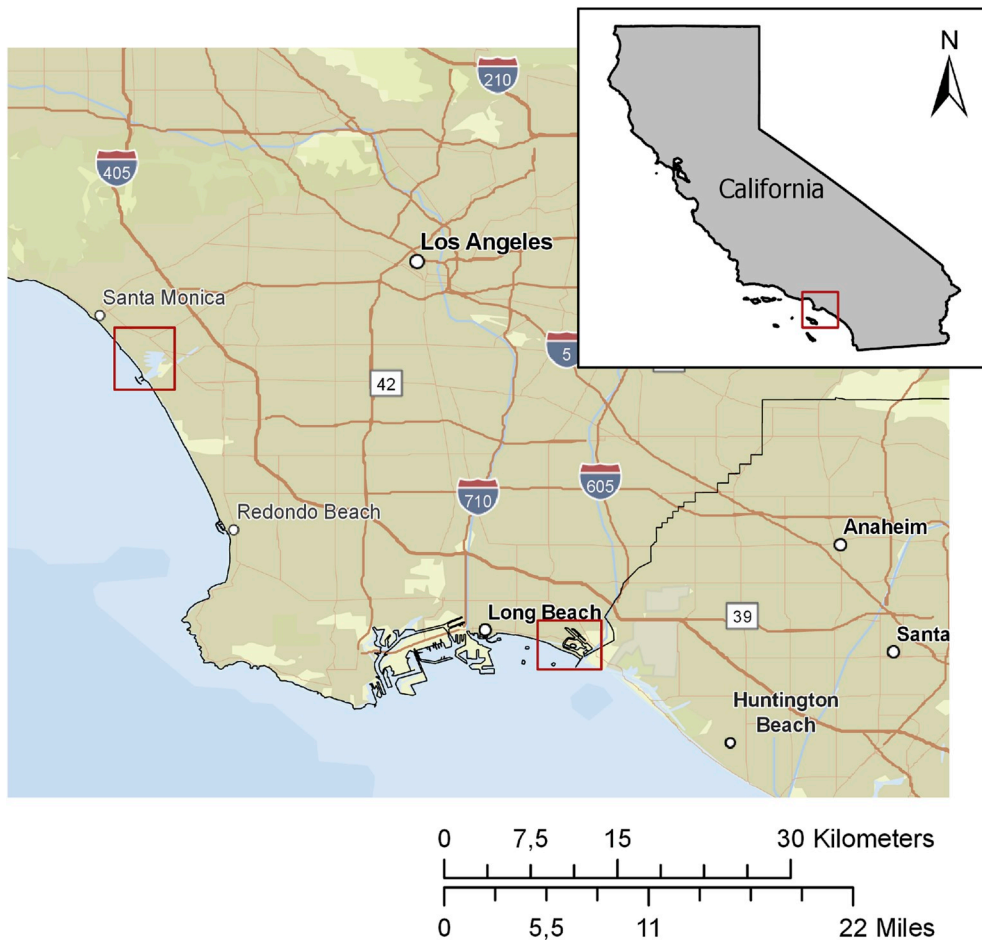 N
California
210
405
Los Angeles
Santa Monica
5
42
605
710
Redondo Beach
Anaheim
Long Beach
39
Santa
Huntington
Beach
0 7,5 15 30 Kilometers
0 5,5 11 22 Miles